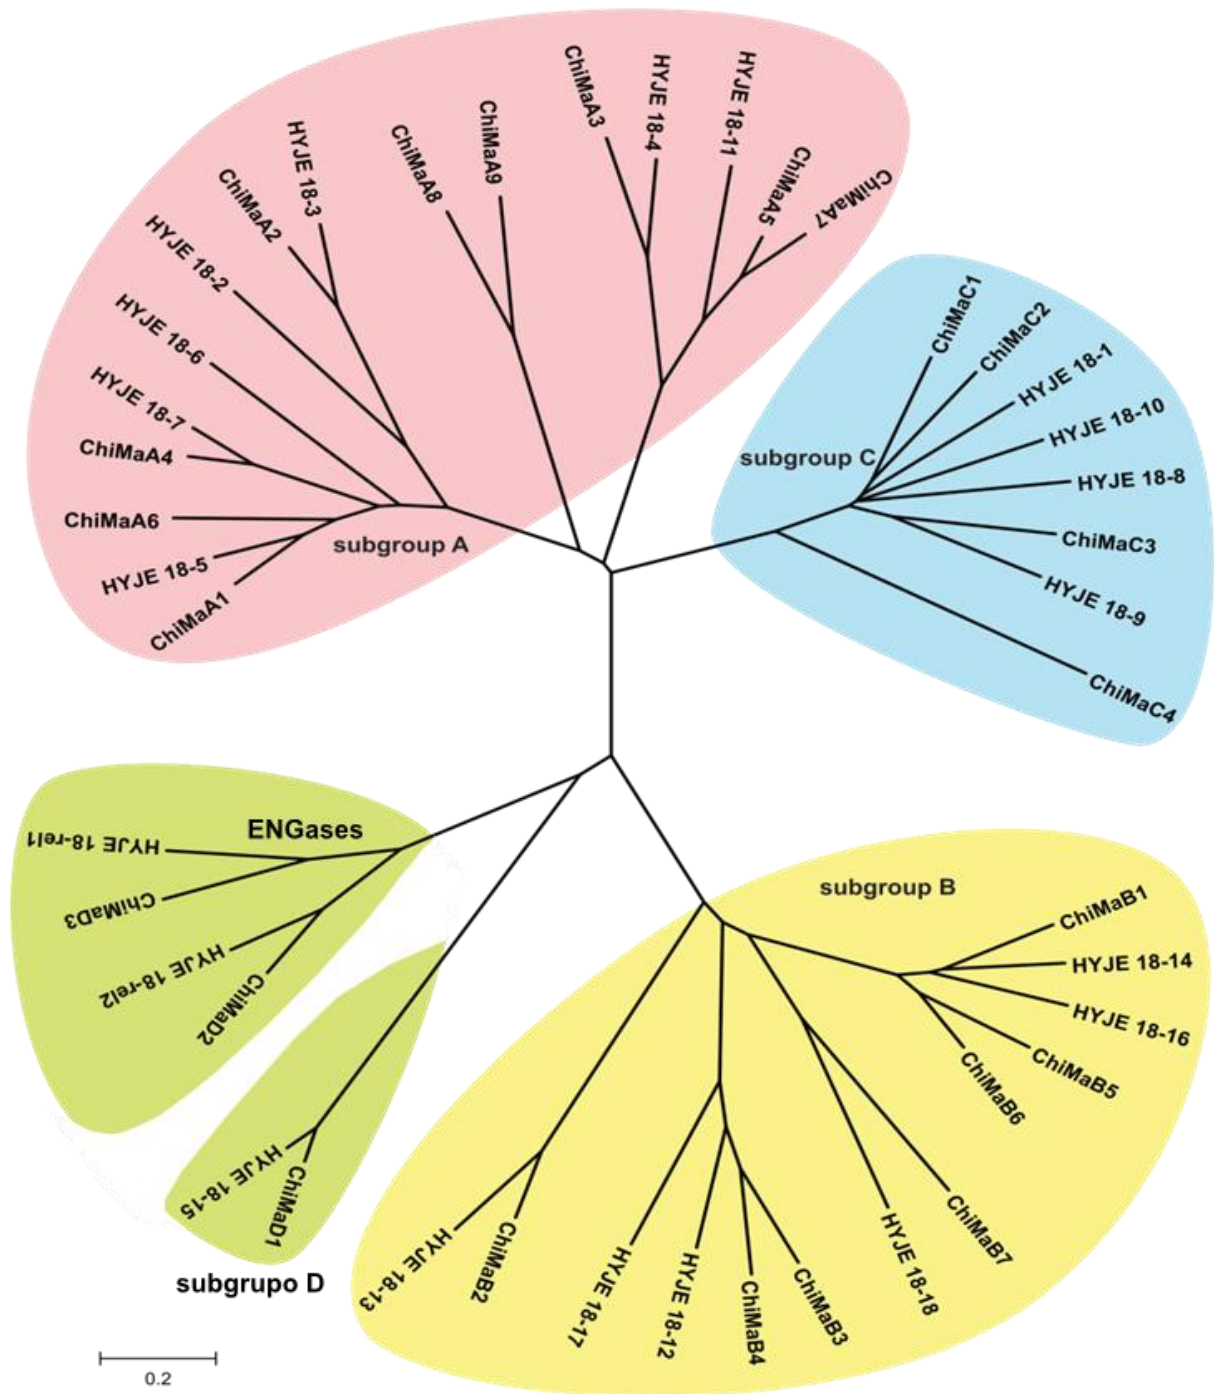 ChiMaA3
HYJE 18-4
HYJE 18-11
ChiMaA5
ChiMaA7
ChiMaA9
ChiMaA8
HYJE 18-3
ChiMaA2
HYJE 18-2
HYJE 18-6
HYJE 18-7
ChiMaA4
ChiMaA6
HYJE 18-5
ChiMaA1
subgroup A
ChiMaC1
ChiMaC2
HYJE 18-1
HYJE 18-10
subgroup C
HYJE 18-8
ChiMaC3
HYJE 18-9
ChiMaC4
ENGases
HYJE 18-rel1
ChiMaD3
HYJE 18-rel2
ChiMaD2
HYJE 18-15
ChiMaD1
subgrupo D
subgroup B
ChiMaB1
HYJE 18-14
HYJE 18-16
ChiMaB5
ChiMaB6
ChiMaB7
HYJE 18-18
ChiMaB3
ChiMaB4
HYJE 18-12
HYJE 18-17
ChiMaB2
HYJE 18-13
0.2